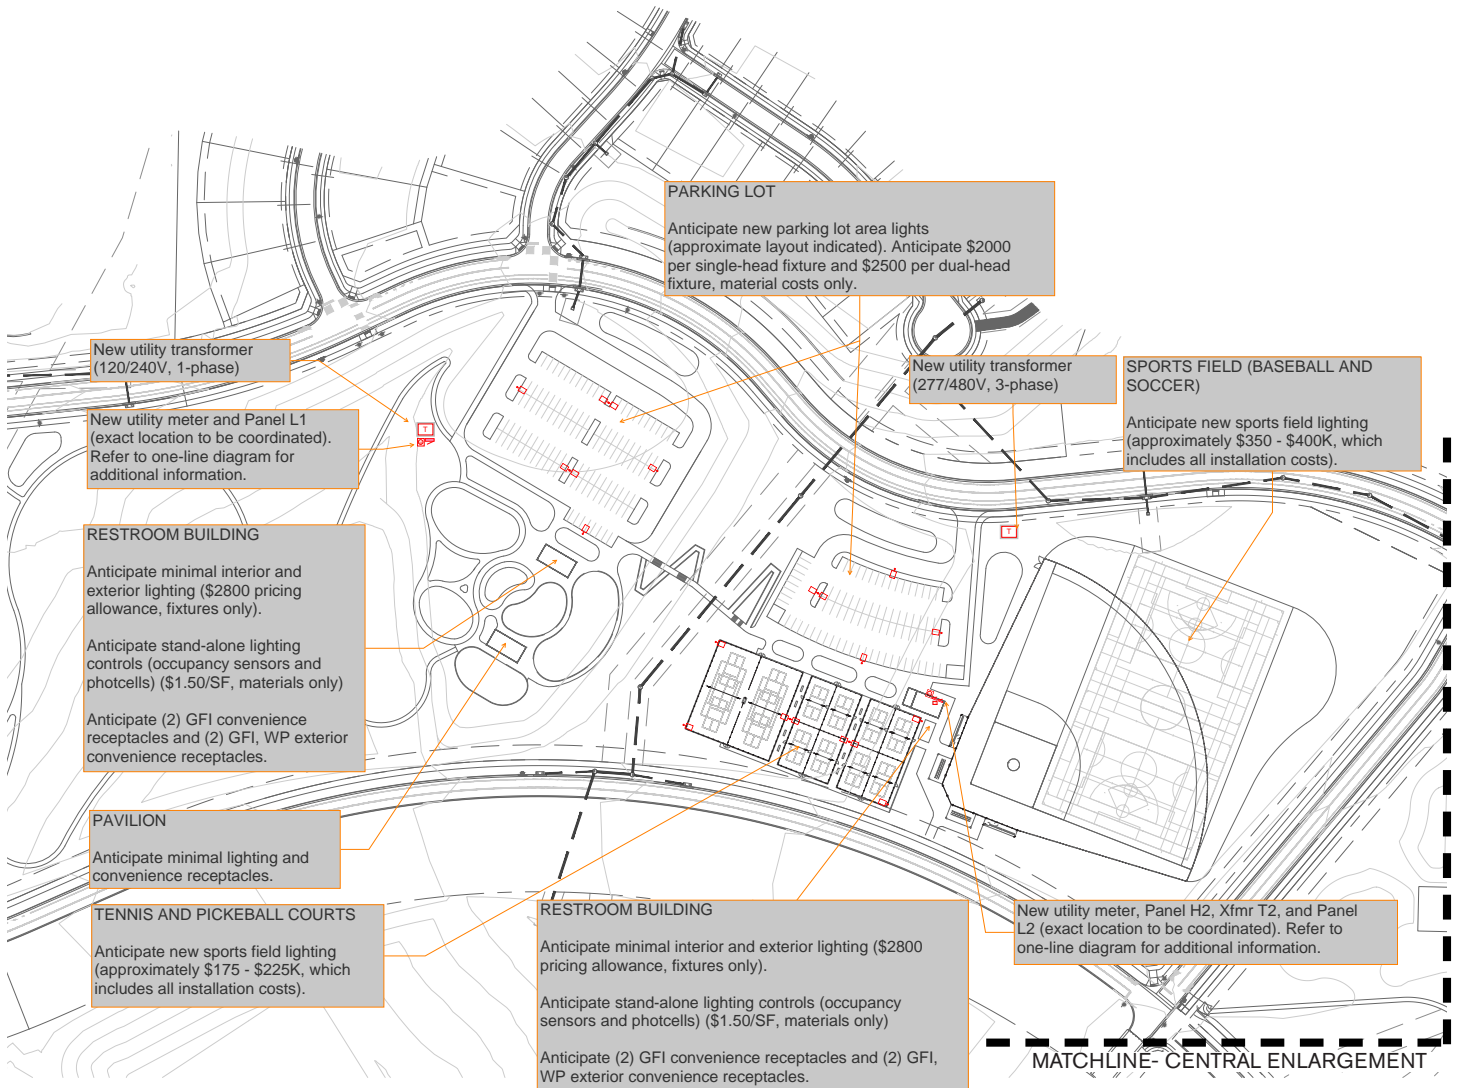 PARKING LOT
Anticipate new parking lot area lights
(approximate layout indicated). Anticipate $2000
per single-head fixture and $2500 per dual-head
fixture, material costs only.
New utility transformer
(120/240V, 1-phase)
New utility transformer
(277/480V, 3-phase)
SPORTS FIELD (BASEBALL AND
SOCCER)
Anticipate new sports field lighting
(approximately $350 - $400K, which
includes all installation costs).
New utility meter and Panel L1
(exact location to be coordinated).
Refer to one-line diagram for
additional information.
T
T
RESTROOM BUILDING
Anticipate minimal interior and
exterior lighting ($2800 pricing
allowance, fixtures only).
Anticipate stand-alone lighting
controls (occupancy sensors and
photcells) ($1.50/SF, materials only)
Anticipate (2) GFI convenience
receptacles and (2) GFI, WP exterior
convenience receptacles.
PAVILION
Anticipate minimal lighting and
convenience receptacles.
TENNIS AND PICKEBALL COURTS
Anticipate new sports field lighting
(approximately $175 - $225K, which
includes all installation costs).
RESTROOM BUILDING
Anticipate minimal interior and exterior lighting ($2800
pricing allowance, fixtures only).
Anticipate stand-alone lighting controls (occupancy
sensors and photcells) ($1.50/SF, materials only)
Anticipate (2) GFI convenience receptacles and (2) GFI,
WP exterior convenience receptacles.
New utility meter, Panel H2, Xfmr T2, and Panel
L2 (exact location to be coordinated). Refer to
one-line diagram for additional information.
MATCHLINE- CENTRAL ENLARGEMENT